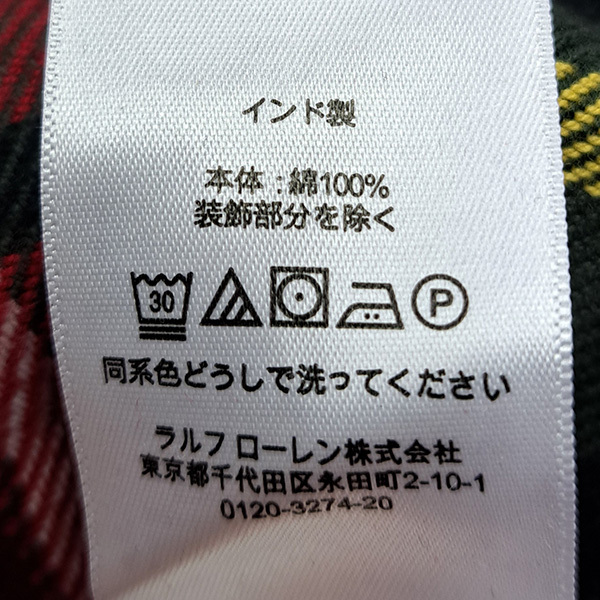 インド製
本体:綿100%
装飾部分を除く
30 P
同系色どうしで洗ってください
ラルフ ローレン株式会社
東京都千代田区永田町2-10-1
0120-3274-20